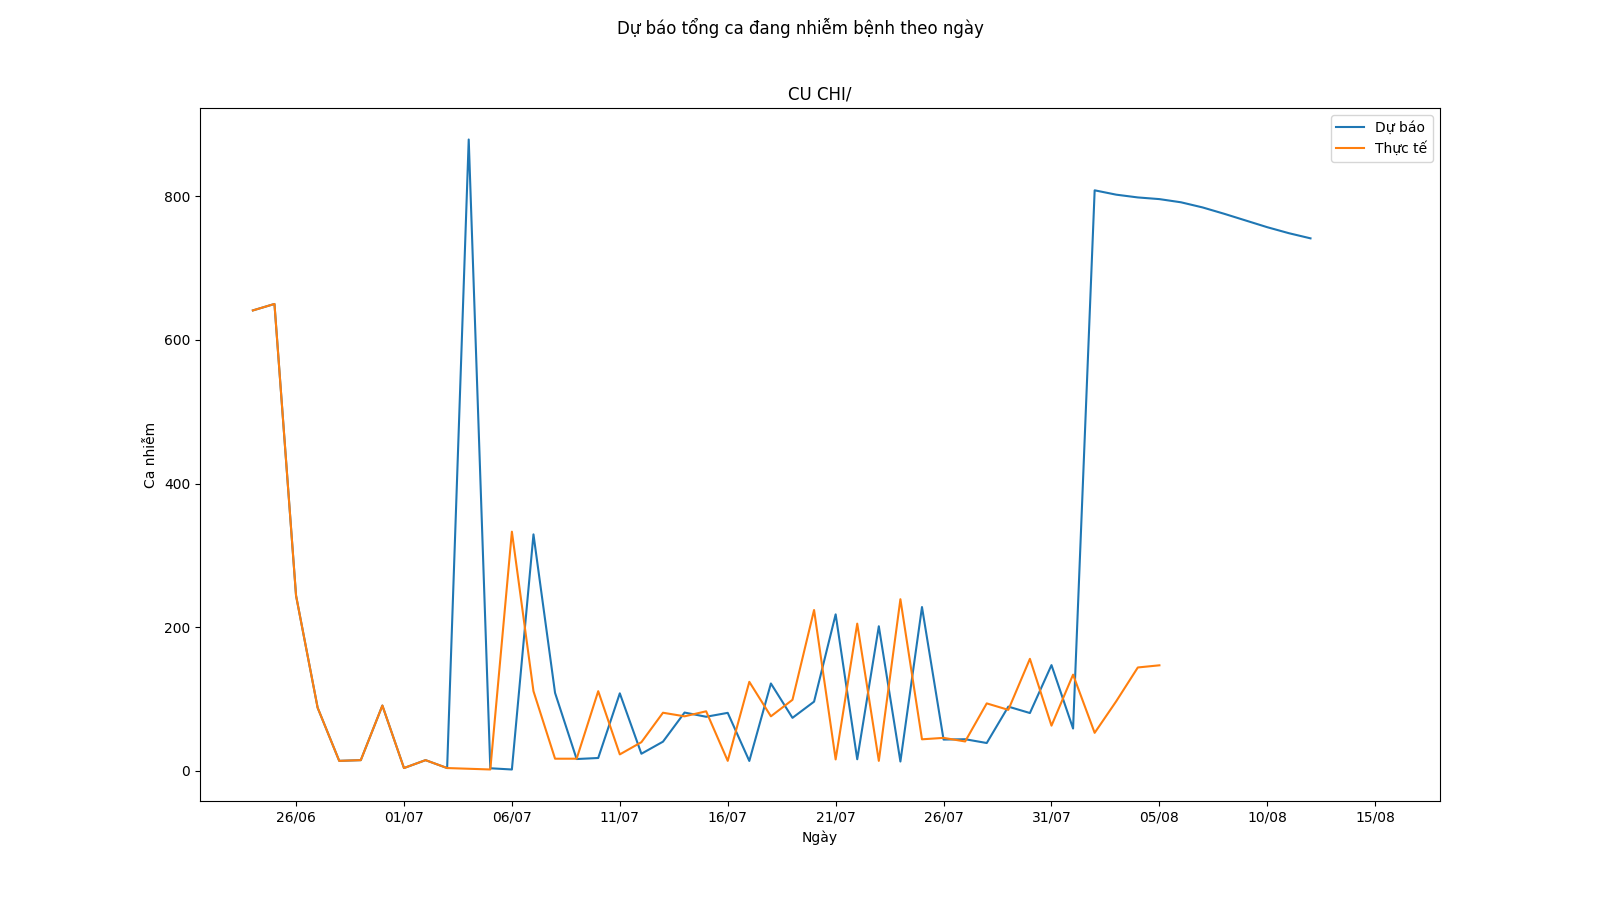 Dự báo tổng ca đang nhiễm bệnh theo ngày
CU CHI/
Dự báo
Thực tế
800
600
400
200
0
Ca nhiễm
26/06 01/07 06/07 11/07 16/07 21/07 26/07 31/07 05/08 10/08 15/08
Ngày